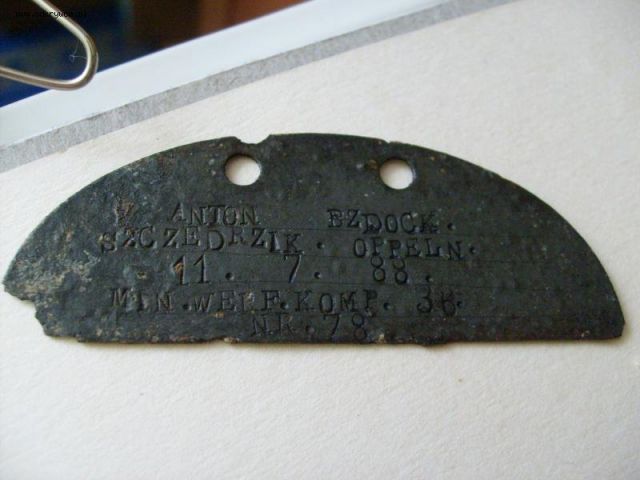 ANTON BZDOCK.
SZCZEDRZIK. OPPELN.
11. 7. 88.
MIN.WERF.KOMP. 38.
NR. 78